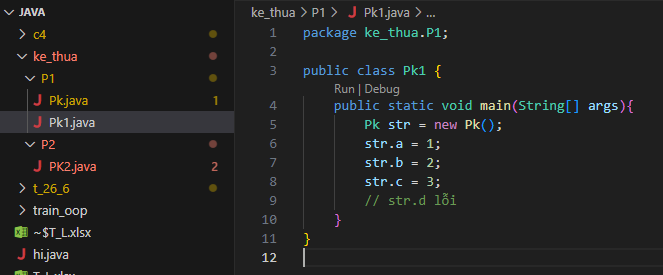 JAVA
c4
ke_thua
P1
Pk.java 1
Pk1.java
P2
PK2.java 2
t_26_6
train_oop
~$T_L.xlsx
hi.java
ke_thua > P1 > Pk1.java > ...
1 package ke_thua.P1;
2
3 public class Pk1 {
Run | Debug
4 public static void main(String[] args){
5 Pk str = new Pk();
6 str.a = 1;
7 str.b = 2;
8 str.c = 3;
9 // str.d lỗi
10 }
11 }
12